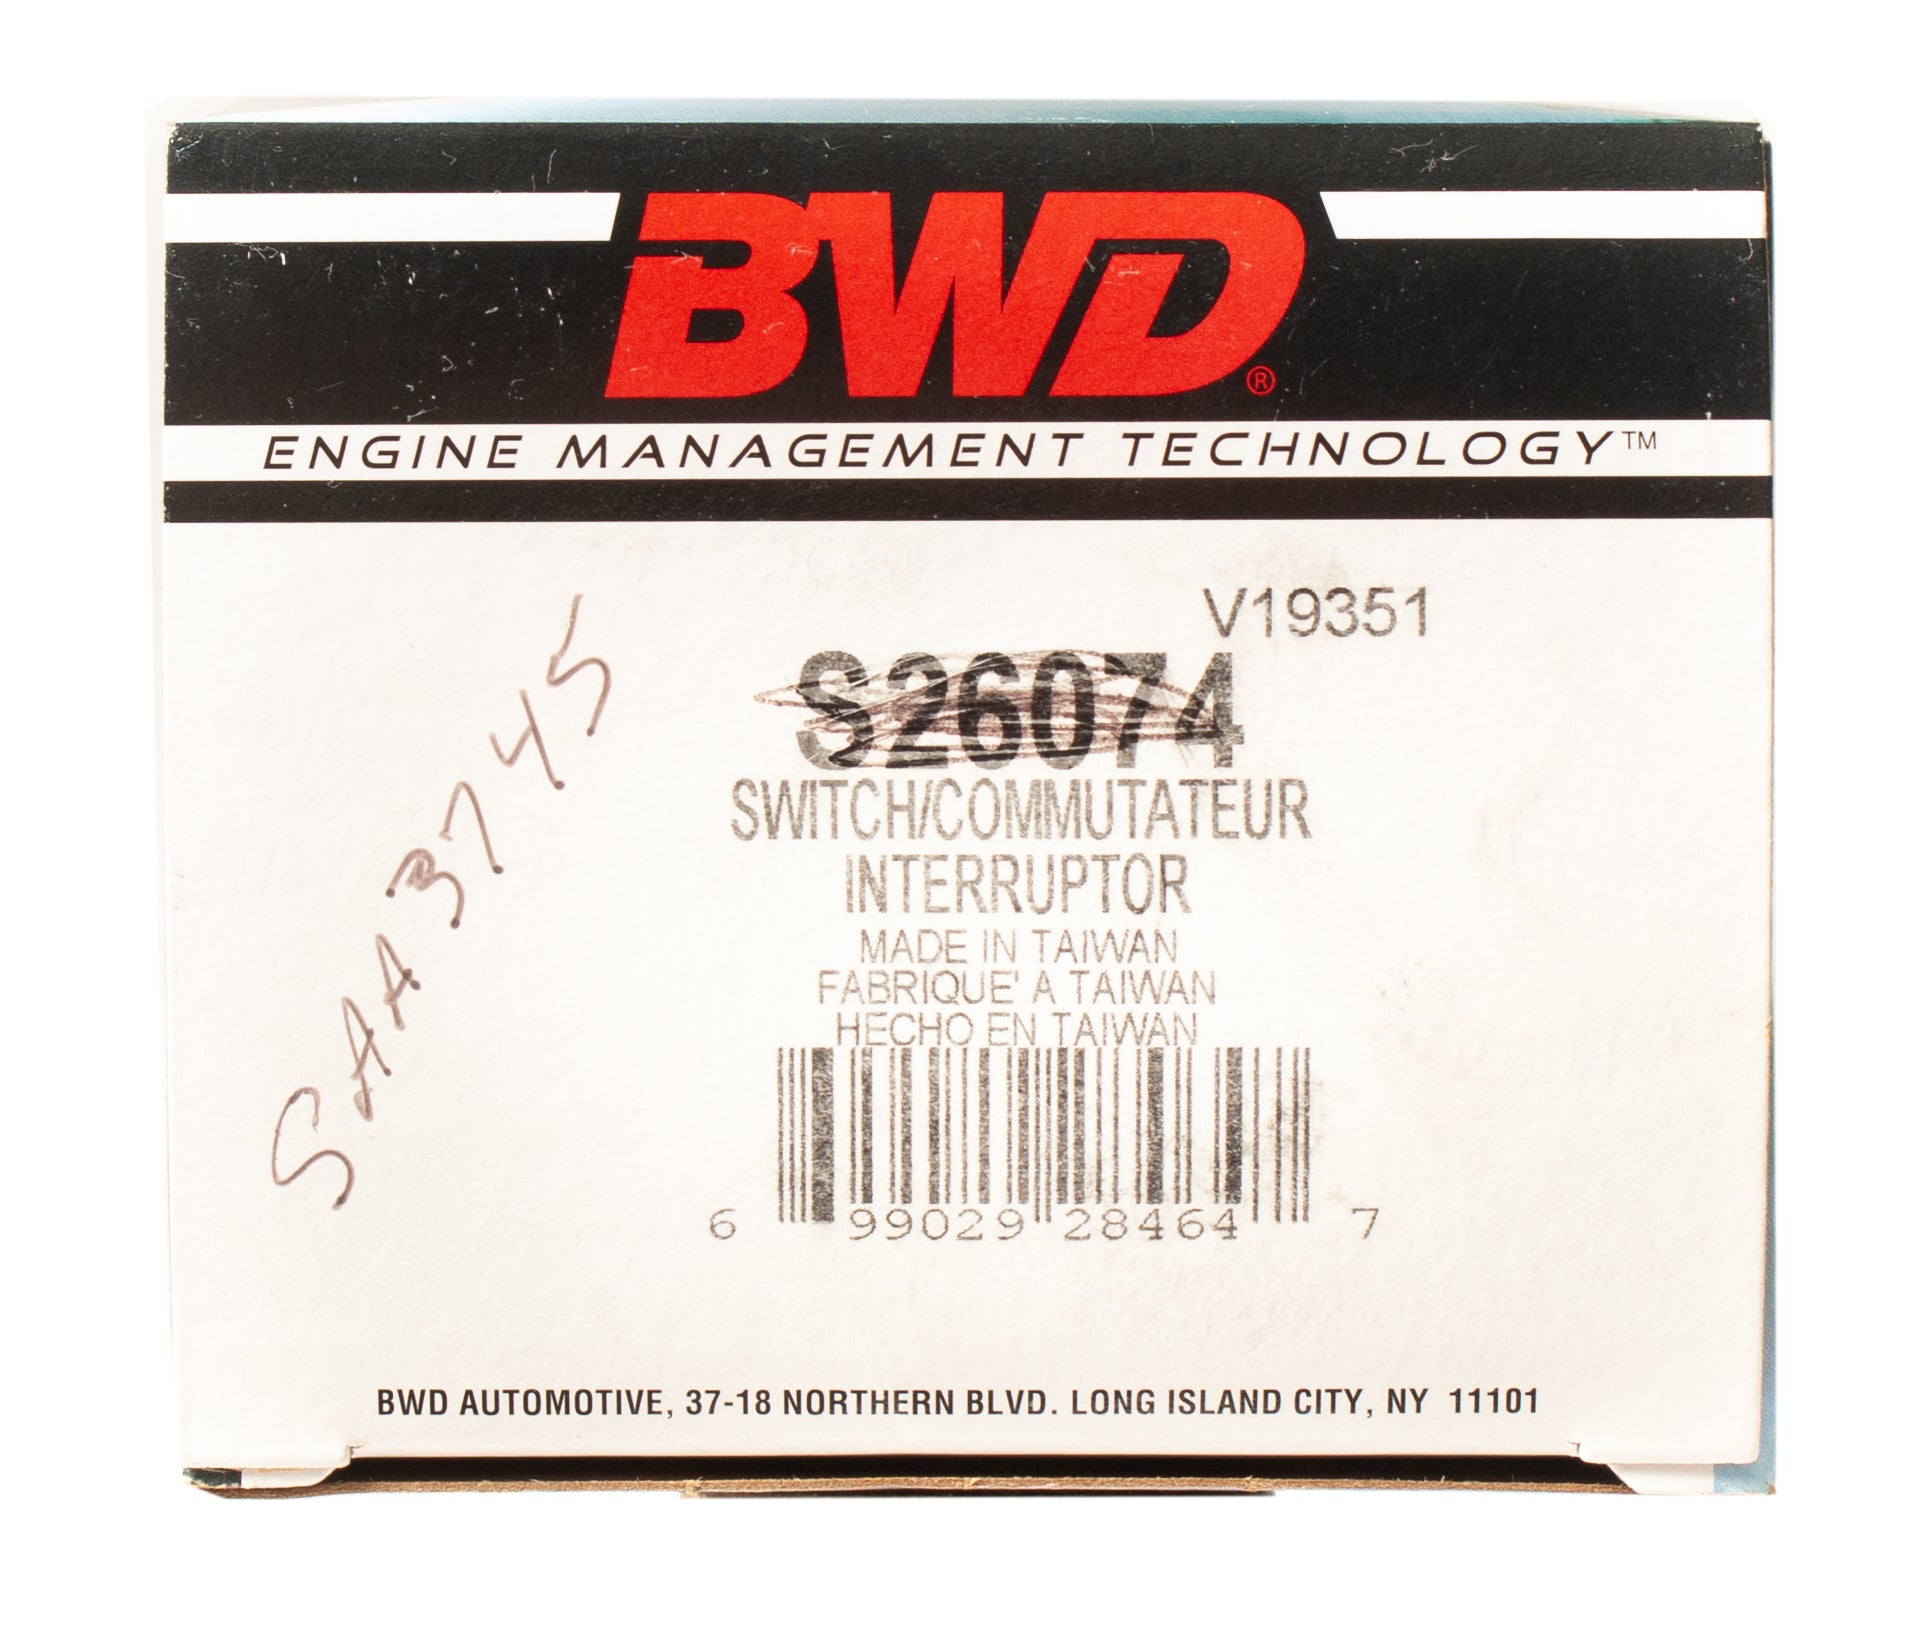 BWD®
ENGINE MANAGEMENT TECHNOLOGY™
V19351
S26074
SWITCH/COMMUTATEUR
INTERRUPTOR
MADE IN TAIWAN
FABRIQUE' A TAIWAN
HECHO EN TAIWAN
6 99029 28464 7
SAA3745
BWD AUTOMOTIVE, 37-18 NORTHERN BLVD. LONG ISLAND CITY, NY 11101